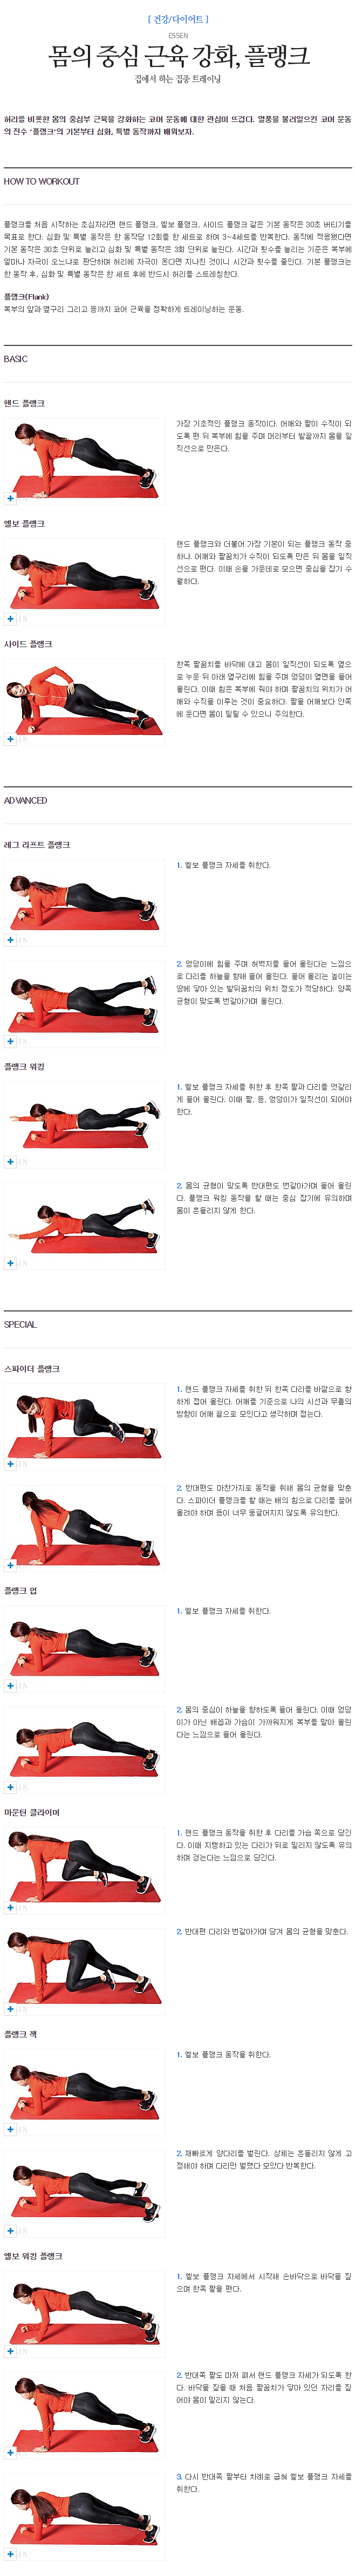 [ 건강/다이어트 ]
ESSEN
몸의 중심 근육 강화, 플랭크
집에서 하는 집중 트레이닝
허리를 비롯한 몸의 중심부 근육을 강화하는 코어 운동에 대한 관심이 뜨겁다. 열풍을 불러일으킨 코어 운동
의 진수 ‘플랭크’의 기본부터 심화, 특별 동작까지 배워보자.
HOW TO WORKOUT
플랭크를 처음 시작하는 초심자라면 핸드 플랭크, 엘보 플랭크, 사이드 플랭크 같은 기본 동작은 30초 버티기를
목표로 한다. 심화 및 특별 동작은 한 동작당 12회를 한 세트로 하여 3~4세트를 반복한다. 동작에 적응됐다면
기본 동작은 30초 단위로 늘리고 심화 및 특별 동작은 3회 단위로 늘린다. 시간과 횟수를 늘리는 기준은 복부에
얼마나 자극이 오느냐로 판단하며 허리에 자극이 온다면 지나친 것이니 시간과 횟수를 줄인다. 기본 플랭크는
한 동작 후, 심화 및 특별 동작은 한 세트 후에 반드시 허리를 스트레칭한다.
플랭크(Flank)
복부의 앞과 옆구리 그리고 등까지 코어 근육을 정확하게 트레이닝하는 운동.
BASIC
핸드 플랭크
가장 기초적인 플랭크 동작이다. 어깨와 팔이 수직이 되
도록 편 뒤 복부에 힘을 주며 머리부터 발끝까지 몸을 일
직선으로 만든다.
엘보 플랭크
핸드 플랭크와 더불어 가장 기본이 되는 플랭크 동작 중
하나. 어깨와 팔꿈치가 수직이 되도록 만든 뒤 몸을 일직
선으로 편다. 이때 손을 가운데로 모으면 중심을 잡기 수
월하다.
사이드 플랭크
한쪽 팔꿈치를 바닥에 대고 몸이 일직선이 되도록 옆으
로 누운 뒤 아래 옆구리에 힘을 주며 엉덩이 옆면을 들어
올린다. 이때 힘은 복부에 줘야 하며 팔꿈치의 위치가 어
깨와 수직을 이루는 것이 중요하다. 팔을 어깨보다 안쪽
에 둔다면 몸이 밀릴 수 있으니 주의한다.
ADVANCED
레그 리프트 플랭크
1. 엘보 플랭크 자세를 취한다.
2. 엉덩이에 힘을 주며 허벅지를 들어 올린다는 느낌으
로 다리를 하늘을 향해 들어 올린다. 들어 올리는 높이는
땅에 닿아 있는 발뒤꿈치의 위치 정도가 적당하다. 양쪽
균형이 맞도록 번갈아가며 올린다.
플랭크 워킹
1. 엘보 플랭크 자세를 취한 후 한쪽 팔과 다리를 엇갈리
게 들어 올린다. 이때 팔, 등, 엉덩이가 일직선이 되어야
한다.
2. 몸의 균형이 맞도록 반대편도 번갈아가며 들어 올린
다. 플랭크 워킹 동작을 할 때는 중심 잡기에 유의하며
몸이 흔들리지 않게 한다.
SPECIAL
스파이더 플랭크
1. 핸드 플랭크 자세를 취한 뒤 한쪽 다리를 바깥으로 향
하게 접어 올린다. 어깨를 기준으로 나의 시선과 무릎의
방향이 어깨 끝으로 모인다고 생각하며 접는다.
2. 반대편도 마찬가지로 동작을 취해 몸의 균형을 맞춘
다. 스파이더 플랭크를 할 때는 배의 힘으로 다리를 끌어
올려야 하며 등이 너무 둥글어지지 않도록 유의한다.
플랭크 업
1. 엘보 플랭크 자세를 취한다.
2. 몸의 중심이 하늘을 향하도록 들어 올린다. 이때 엉덩
이가 아닌 배꼽과 가슴이 가까워지게 복부를 말아 올린
다는 느낌으로 들어 올린다.
마운틴 클라이머
1. 핸드 플랭크 동작을 취한 후 다리를 가슴 쪽으로 당긴
다. 이때 지탱하고 있는 다리가 뒤로 밀리지 않도록 유의
하며 걷는다는 느낌으로 당긴다.
2. 반대편 다리와 번갈아가며 당겨 몸의 균형을 맞춘다.
플랭크 잭
1. 엘보 플랭크 동작을 취한다.
2. 재빠르게 양다리를 벌린다. 상체는 흔들리지 않게 고
정해야 하며 다리만 벌렸다 모았다 반복한다.
엘보 워킹 플랭크
1. 엘보 플랭크 자세에서 시작해 손바닥으로 바닥을 짚
으며 한쪽 팔을 편다.
2. 반대쪽 팔도 마저 펴서 핸드 플랭크 자세가 되도록 한
다. 바닥을 짚을 때 처음 팔꿈치가 닿아 있던 자리를 짚
어야 몸이 밀리지 않는다.
3. 다시 반대쪽 팔부터 차례로 굽혀 엘보 플랭크 자세를
취한다.